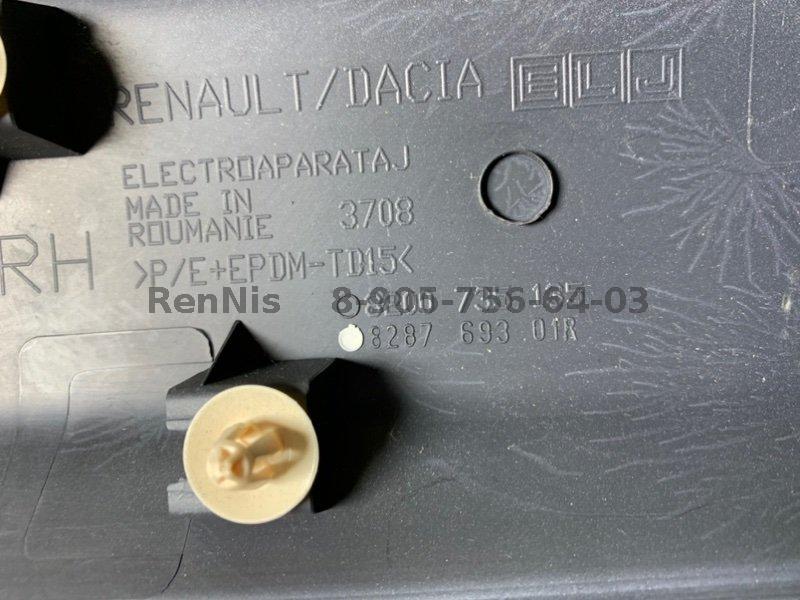 RENAULT/DACIA ELJ
ELECTROAPARATAJ
MADE IN 3708
ROUMANIE
RH >P/E+EPDM-TD15<
RenNis 8-905-756-64-03
8287 693 01R